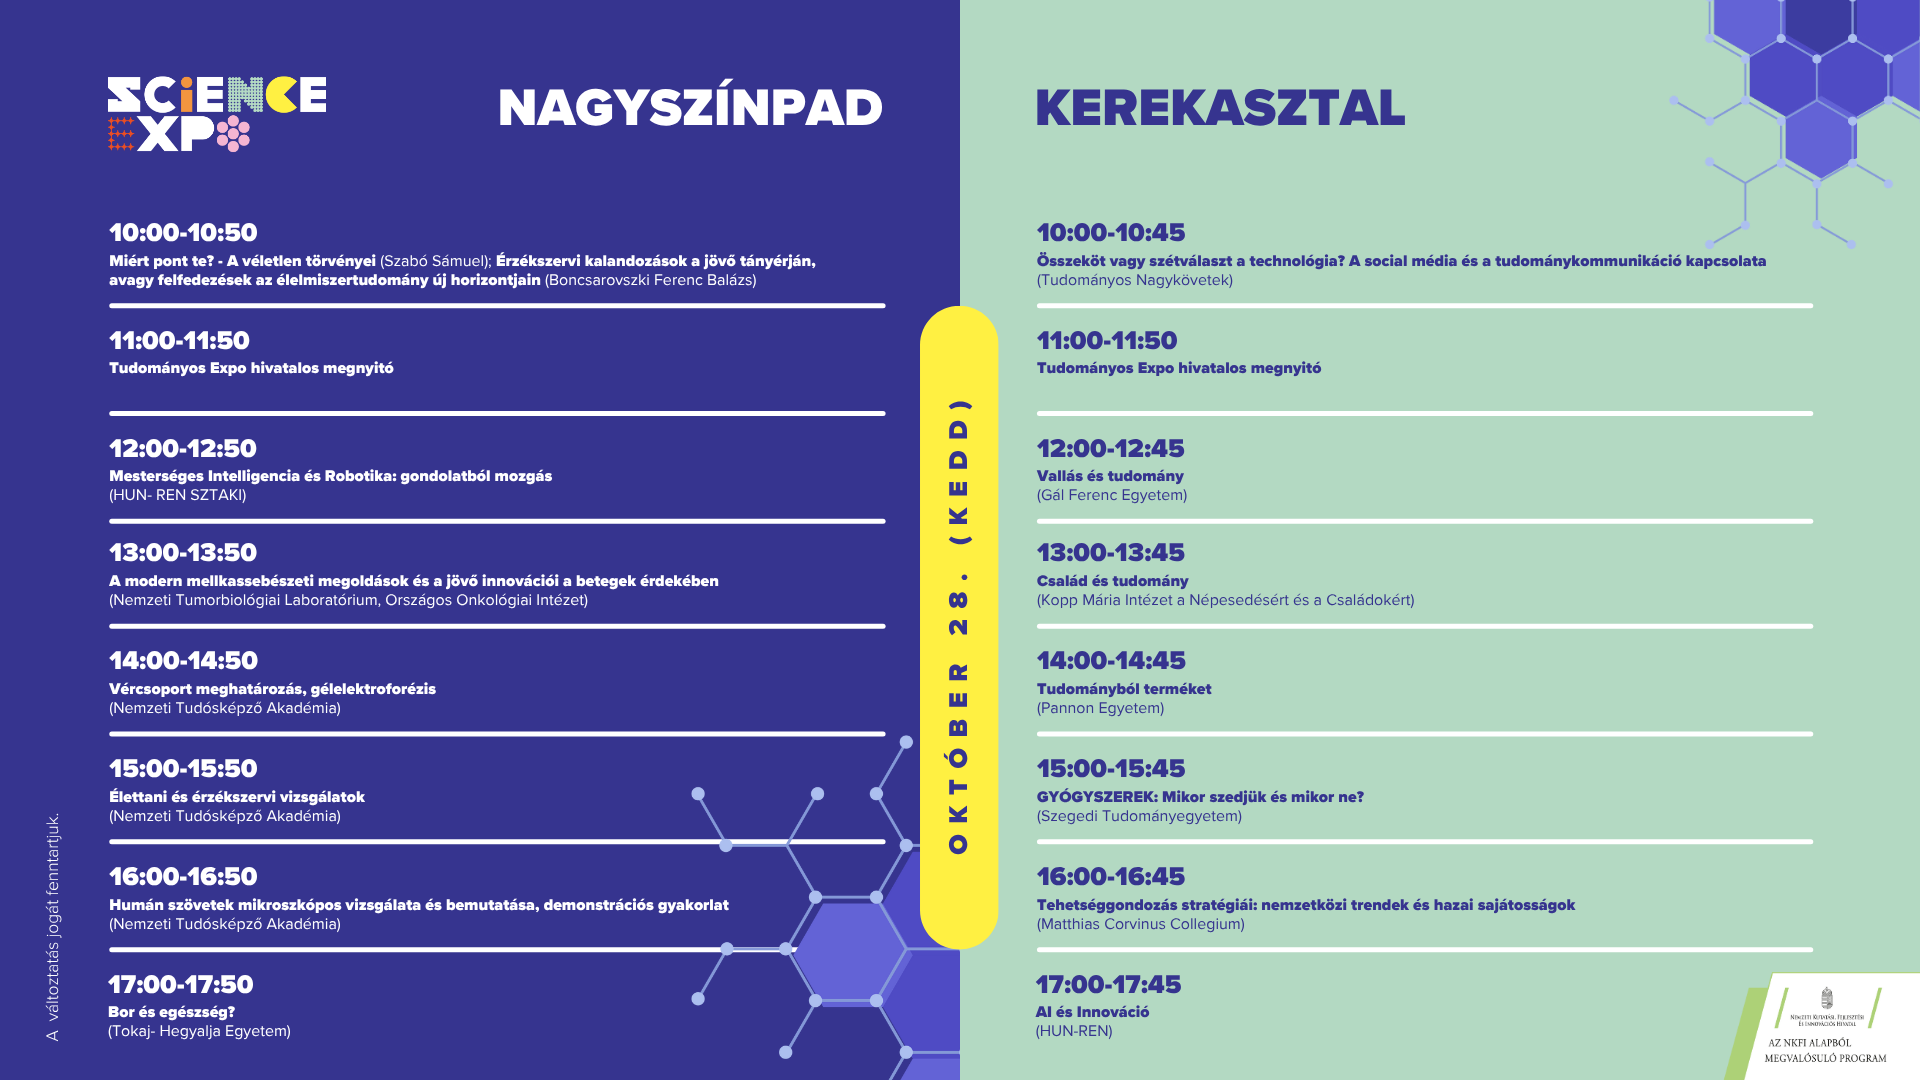 SCiENCE
EXPO
NAGYSZÍNPAD
10:00-10:50
Miért pont te? - A véletlen törvényei (Szabó Sámuel); Érzékszervi kalandozások a jövő tányérján,
avagy felfedezések az élelmiszertudomány új horizontjain (Boncsarovszki Ferenc Balázs)
11:00-11:50
Tudományos Expo hivatalos megnyitó
12:00-12:50
Mesterséges Intelligencia és Robotika: gondolatból mozgás
(HUN- REN SZTAKI)
13:00-13:50
A modern mellkassebészeti megoldások és a jövő innovációi a betegek érdekében
(Nemzeti Tumorbiológiai Laboratórium, Országos Onkológiai Intézet)
14:00-14:50
Vércsoport meghatározás, gélelektroforézis
(Nemzeti Tudósképző Akadémia)
15:00-15:50
Élettani és érzékszervi vizsgálatok
(Nemzeti Tudósképző Akadémia)
16:00-16:50
Humán szövetek mikroszkópos vizsgálata és bemutatása, demonstrációs gyakorlat
(Nemzeti Tudósképző Akadémia)
17:00-17:50
Bor és egészség?
(Tokaj- Hegyalja Egyetem)
A változtatás jogát fenntartjuk.
OKTÓBER 28. (KEDD)
KEREKASZTAL
10:00-10:45
Összeköt vagy szétválaszt a technológia? A social média és a tudománykommunikáció kapcsolata
(Tudományos Nagykövetek)
11:00-11:50
Tudományos Expo hivatalos megnyitó
12:00-12:45
Vallás és tudomány
(Gál Ferenc Egyetem)
13:00-13:45
Család és tudomány
(Kopp Mária Intézet a Népesedésért és a Családokért)
14:00-14:45
Tudományból terméket
(Pannon Egyetem)
15:00-15:45
GYÓGYSZEREK: Mikor szedjük és mikor ne?
(Szegedi Tudományegyetem)
16:00-16:45
Tehetséggondozás stratégiái: nemzetközi trendek és hazai sajátosságok
(Matthias Corvinus Collegium)
17:00-17:45
AI és Innováció
(HUN-REN)
NEMZETI KUTATÁSI, FEJLESZTÉSI
ÉS INNOVÁCIÓS HIVATAL
AZ NKFI ALAPBÓL
MEGVALÓSULÓ PROGRAM